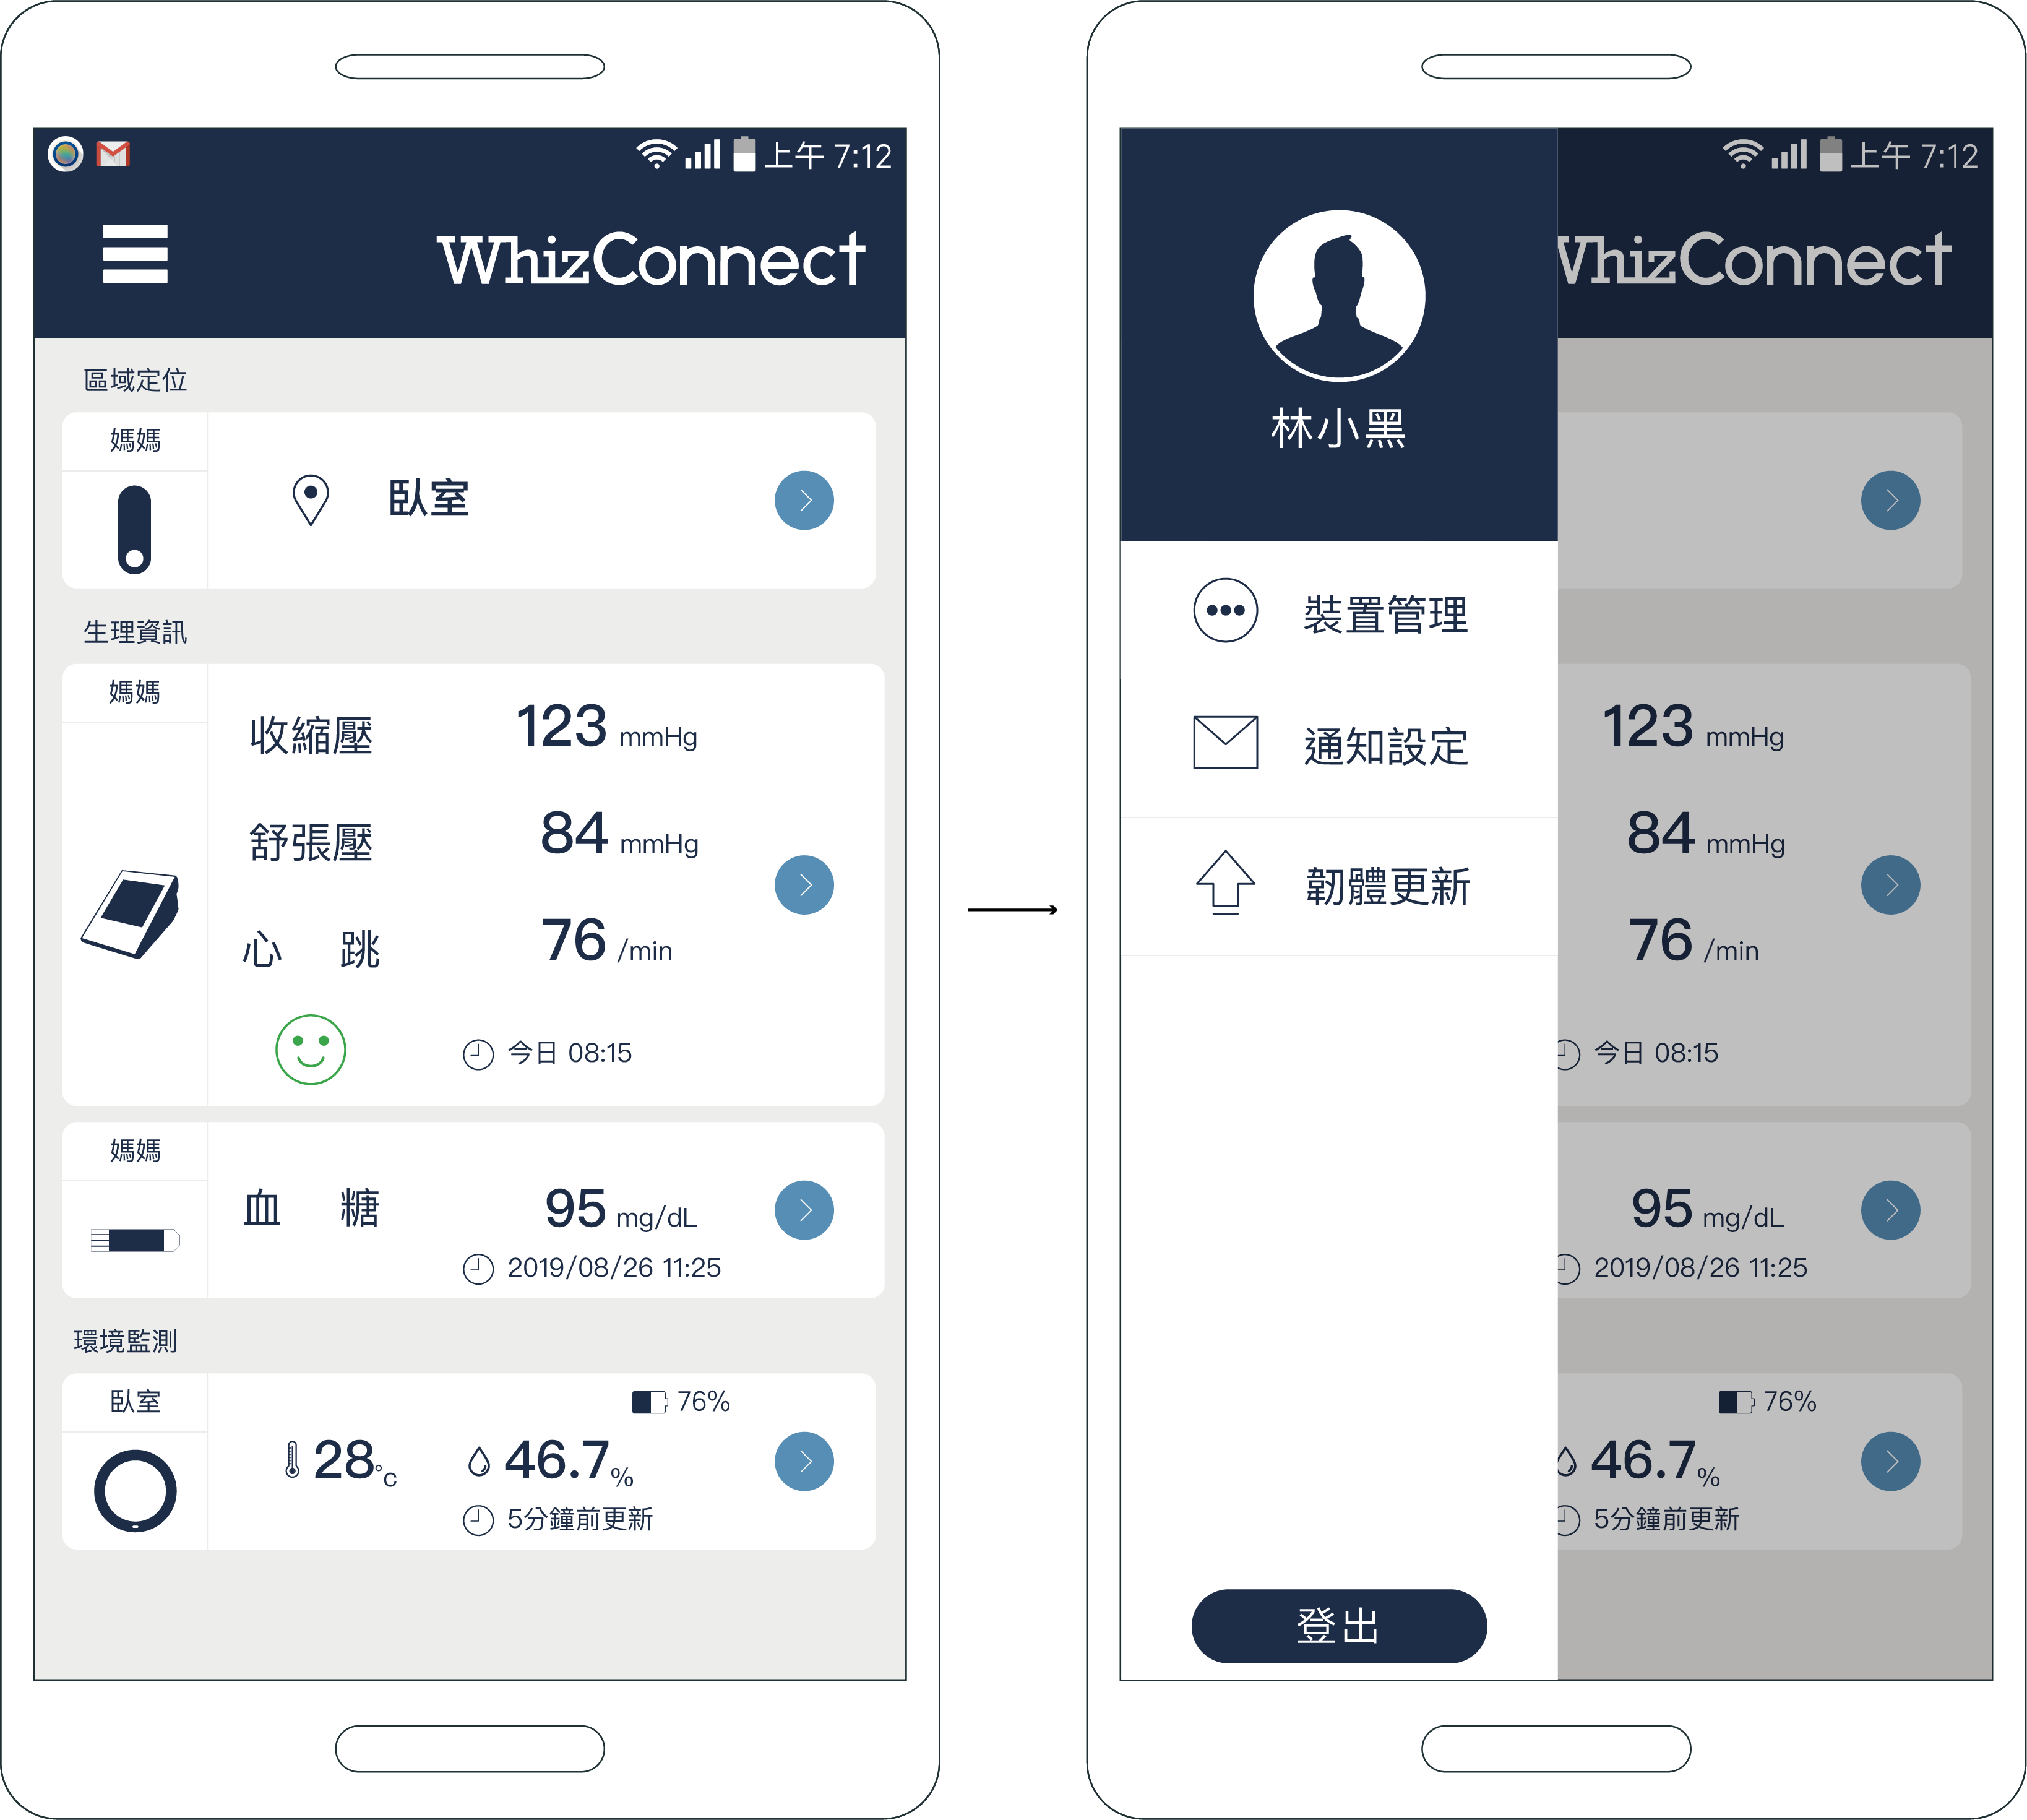 上午 7:12
WhizConnect
區域定位
媽媽
臥室
生理資訊
媽媽
收縮壓 123 mmHg
舒張壓 84 mmHg
心 跳 76 /min
今日 08:15
媽媽
血 糖 95 mg/dL
2019/08/26 11:25
環境監測
臥室
76%
28°C 46.7%
5分鐘前更新
上午 7:12
WhizConnect
林小黑
裝置管理
通知設定
韌體更新
登出
123 mmHg
84 mmHg
76 /min
今日 08:15
95 mg/dL
2019/08/26 11:25
76%
46.7%
5分鐘前更新